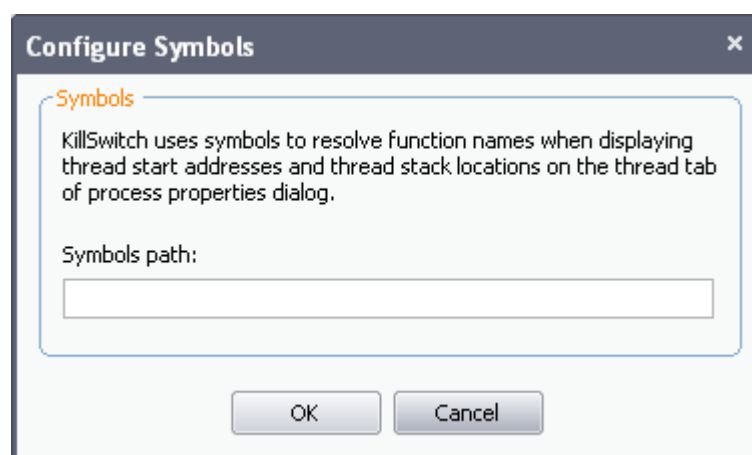 Configure Symbols
Symbols
KillSwitch uses symbols to resolve function names when displaying
thread start addresses and thread stack locations on the thread tab
of process properties dialog.
Symbols path:
OK Cancel